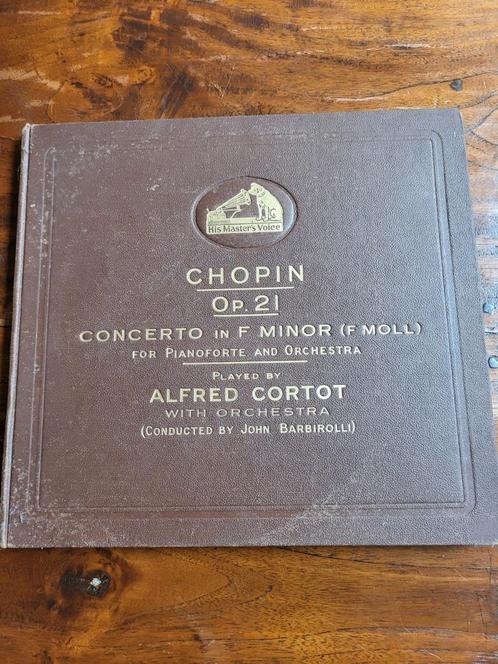 His Master's Voice
CHOPIN
OP. 21
CONCERTO IN F MINOR (F MOLL)
FOR PIANOFORTE AND ORCHESTRA
PLAYED BY
ALFRED CORTOT
WITH ORCHESTRA
(CONDUCTED BY JOHN BARBIROLLI)